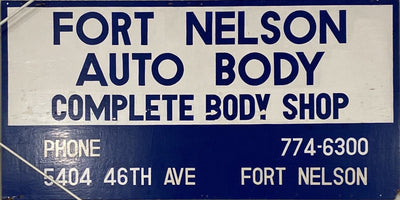 FORT NELSON
AUTO BODY
COMPLETE BODY SHOP
PHONE 774-6300
5404 46TH AVE FORT NELSON